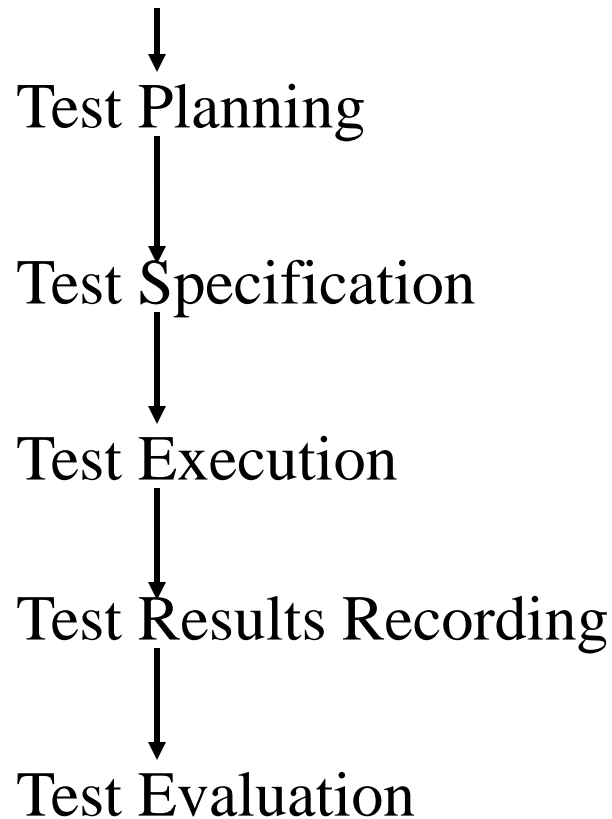 Test Planning
Test Specification
Test Execution
Test Results Recording
Test Evaluation